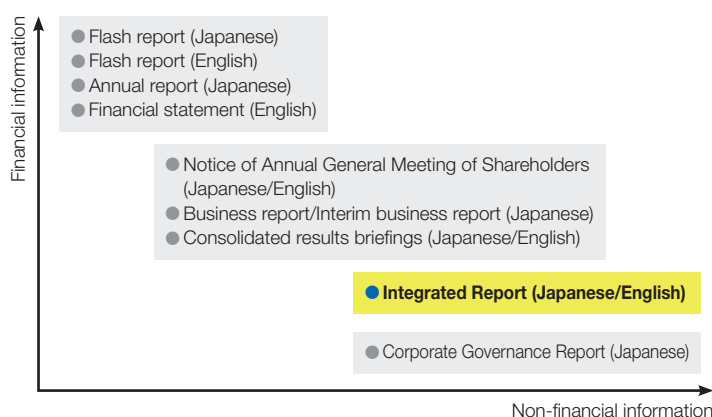 Financial information
Flash report (Japanese)
Flash report (English)
Annual report (Japanese)
Financial statement (English)
Notice of Annual General Meeting of Shareholders
(Japanese/English)
Business report/Interim business report (Japanese)
Consolidated results briefings (Japanese/English)
Integrated Report (Japanese/English)
Corporate Governance Report (Japanese)
Non-financial information